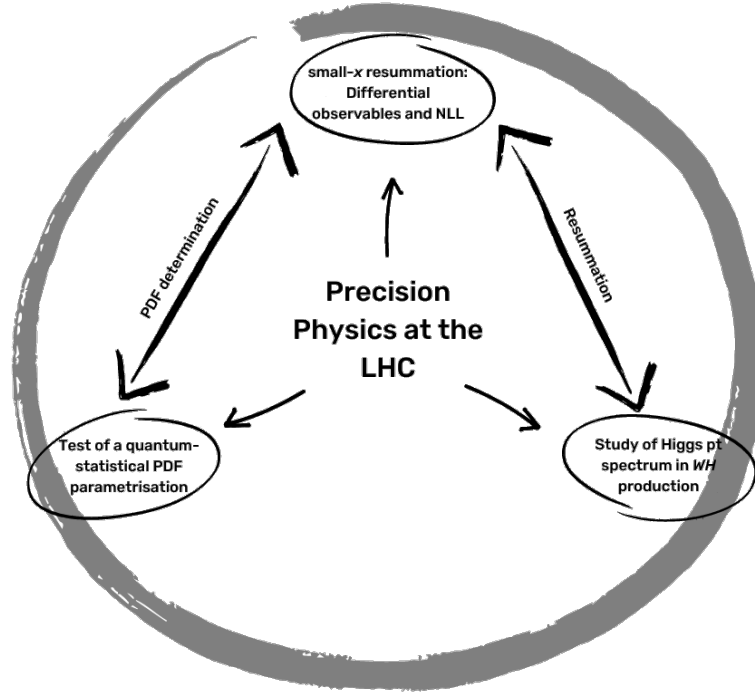 small-x resummation:
Differential
observables and NLL
PDF determination
Resummation
Precision
Physics at the
LHC
Test of a quantum-
statistical PDF
parametrisation
Study of Higgs pt
spectrum in WH
production